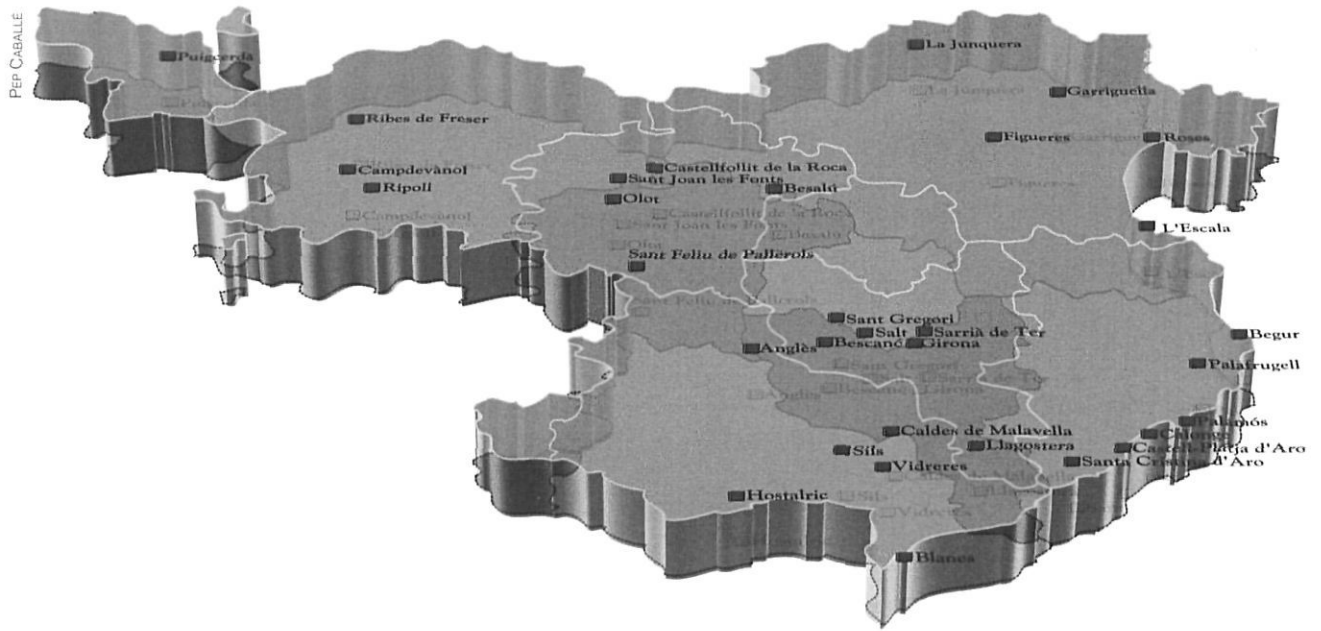 PEP CABALLÉ
Puigcerdà
La Junquera
Garriguella
Ribes de Freser
Figueres
Roses
Campdevànol
Castellfollit de la Roca
Sant Joan les Fonts
Ripoll
Besalú
Olot
L'Escala
Sant Feliu de Pallerols
Sant Gregori
Salt
Sarrià de Ter
Begur
Anglès
Bescanó
Girona
Palafrugell
Palamós
Caldes de Malavella
Calonge
Sils
Llagostera
Castell-Platja d'Aro
Vidreres
Santa Cristina d'Aro
Hostalric
Blanes